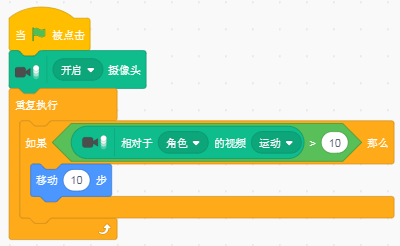 当 被点击
开启 摄像头
重复执行
如果 相对于 角色 的视频 运动 > 10 那么
移动 10 步